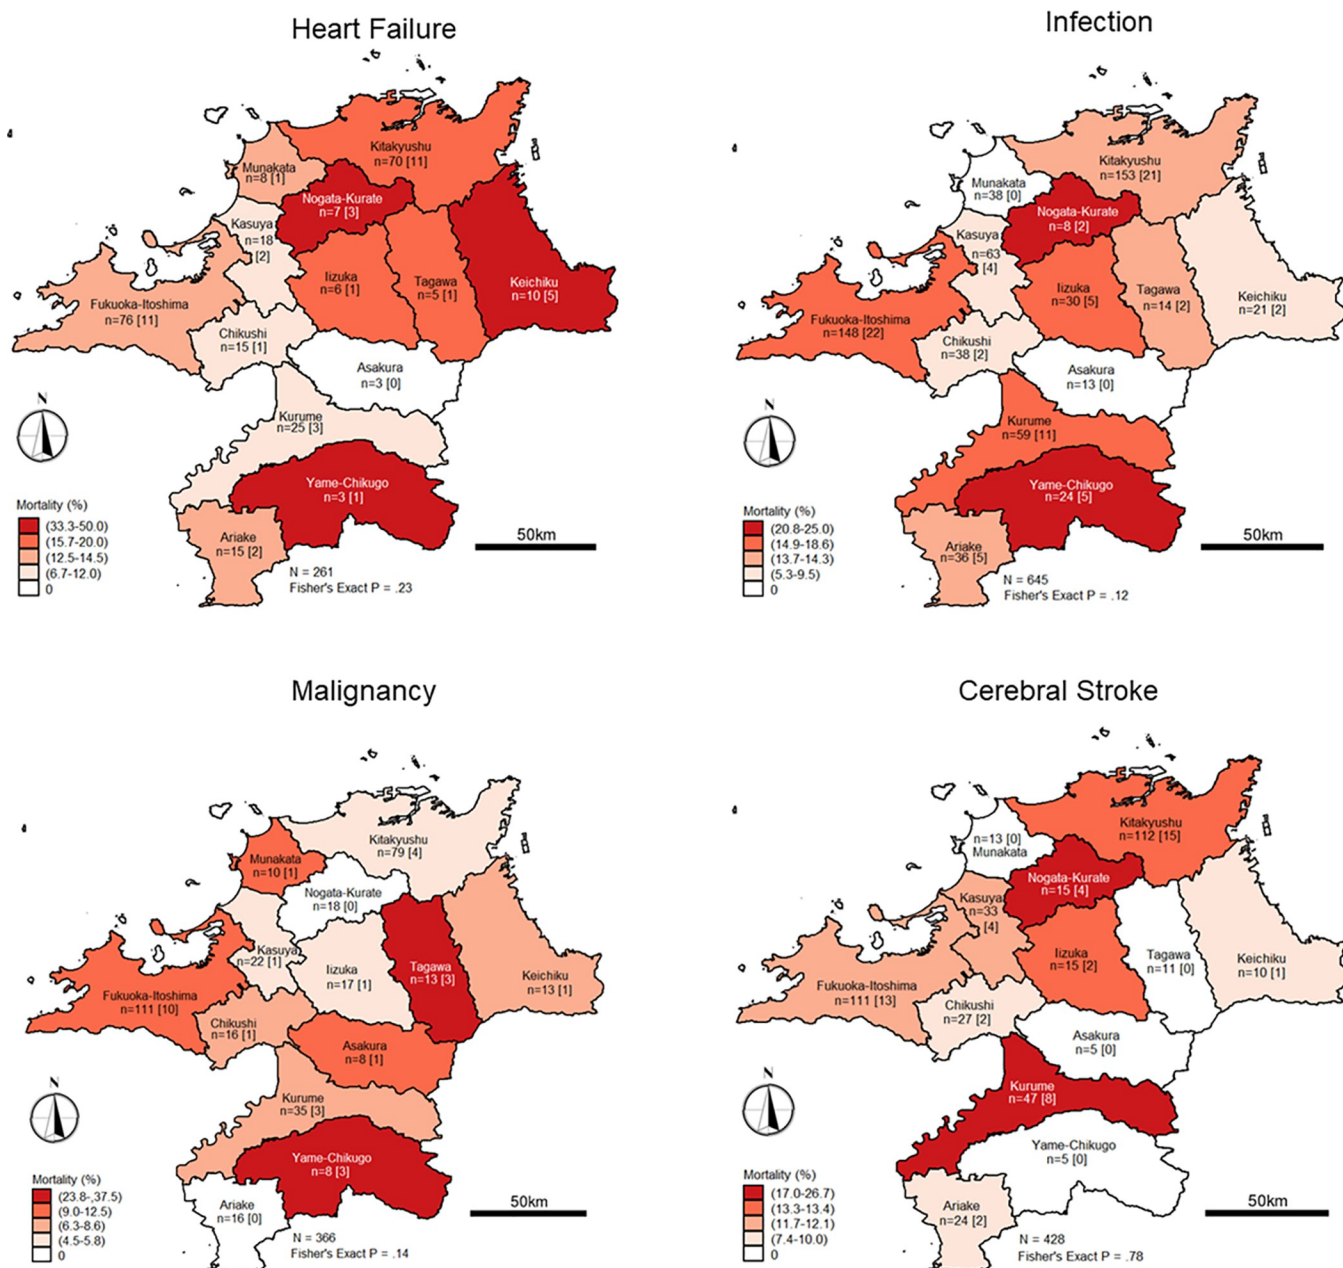 Heart Failure
Kitakyushu
n=70 [11]
Munakata
n=8 [1]
Nogata-Kurate
n=7 [3]
Kasuya
n=18
[2]
Iizuka
n=6 [1]
Tagawa
n=5 [1]
Keichiku
n=10 [5]
Fukuoka-Itoshima
n=76 [11]
Chikushi
n=15 [1]
Asakura
n=3 [0]
N
Kurume
n=25 [3]
Yame-Chikugo
n=3 [1]
Ariake
n=15 [2]
Mortality (%)
(33.3-50.0)
(15.7-20.0)
(12.5-14.5)
(6.7-12.0)
0
50km
N = 261
Fisher's Exact P = .23
Infection
Kitakyushu
n=153 [21]
Munakata
n=38 [0]
Nogata-Kurate
n=8 [2]
Kasuya
n=63
[4]
Iizuka
n=30 [5]
Tagawa
n=14 [2]
Keichiku
n=21 [2]
Fukuoka-Itoshima
n=148 [22]
Chikushi
n=38 [2]
Asakura
n=13 [0]
N
Kurume
n=59 [11]
Yame-Chikugo
n=24 [5]
Ariake
n=36 [5]
Mortality (%)
(20.8-25.0)
(14.9-18.6)
(13.7-14.3)
(5.3-9.5)
0
50km
N = 645
Fisher's Exact P = .12
Malignancy
Kitakyushu
n=79 [4]
Munakata
n=10 [1]
Nogata-Kurate
n=18 [0]
Kasuya
n=22 [1]
Iizuka
n=17 [1]
Tagawa
n=13 [3]
Keichiku
n=13 [1]
Fukuoka-Itoshima
n=111 [10]
Chikushi
n=16 [1]
Asakura
n=8 [1]
N
Kurume
n=35 [3]
Yame-Chikugo
n=8 [3]
Ariake
n=16 [0]
Mortality (%)
(23.8-,37.5)
(9.0-12.5)
(6.3-8.6)
(4.5-5.8)
0
50km
N = 366
Fisher's Exact P = .14
Cerebral Stroke
Kitakyushu
n=112 [15]
n=13 [0]
Munakata
Nogata-Kurate
n=15 [4]
Kasuya
n=33
[4]
Iizuka
n=15 [2]
Tagawa
n=11 [0]
Keichiku
n=10 [1]
Fukuoka-Itoshima
n=111 [13]
Chikushi
n=27 [2]
Asakura
n=5 [0]
N
Kurume
n=47 [8]
Yame-Chikugo
n=5 [0]
Ariake
n=24 [2]
Mortality (%)
(17.0-26.7)
(13.3-13.4)
(11.7-12.1)
(7.4-10.0)
0
50km
N = 428
Fisher's Exact P = .78